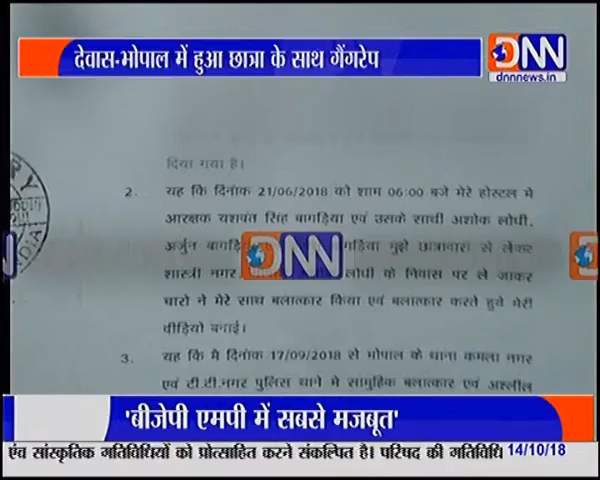 देवास-भोपाल में हुआ छात्रा के साथ गैंगरेप
DNN
dnnnews.in
दिया गया है।
2. यह कि दिनांक 21/06/2018 को शाम 06:00 बजे मेरे होस्टल मे
आरक्षक यशवंत सिंह बागड़िया एवं उसके साथी अशोक लोधी,
अर्जुन मुझे छात्रावास से लेकर
शास्त्री नगर लोधी के निवास पर ले जाकर
DNN
चारो ने मेरे साथ बलात्कार किया एवं बलात्कार करते हुये मेरी
वीडियो बनाई।
3. यह कि मै दिनांक 17/09/2018 से भोपाल के थाना कमला नगर
एवं टी.टी.नगर पुलिस थाने मे सामुहिक बलात्कार एवं अश्लील
'बीजेपी एमपी में सबसे मजबूत'
एंव सांस्कृतिक गतिविधियों को प्रोत्साहित करने संकल्पित है। परिषद की गतिविधि
14/10/18